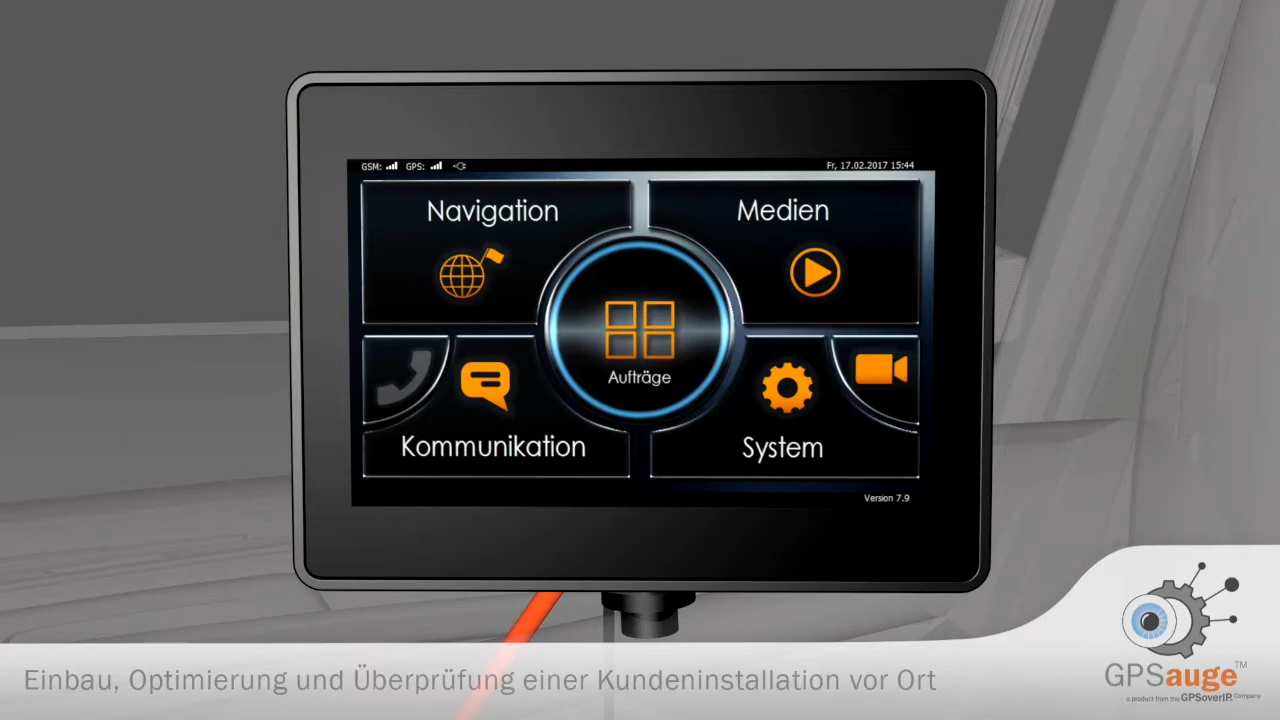 GSM: GPS: Fr, 17.02.2017 15:44
Navigation
Medien
Aufträge
Kommunikation
System
Version 7.9
Einbau, Optimierung und Überprüfung einer Kundeninstallation vor Ort
GPSauge™
a product from the GPSoverIP Company